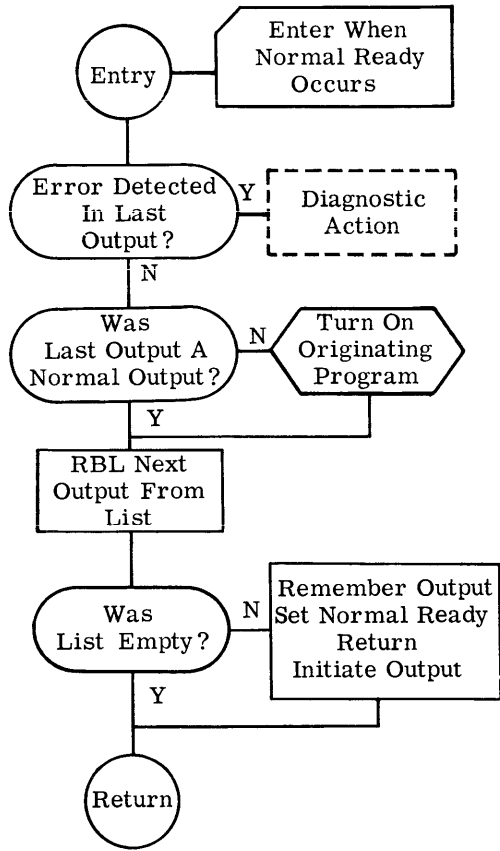 Enter When
Normal Ready
Occurs
Entry
Error Detected
In Last
Output?
Y
Diagnostic
Action
N
Was
Last Output A
Normal Output?
N
Turn On
Originating
Program
Y
RBL Next
Output From
List
Was
List Empty?
N
Remember Output
Set Normal Ready
Return
Initiate Output
Y
Return